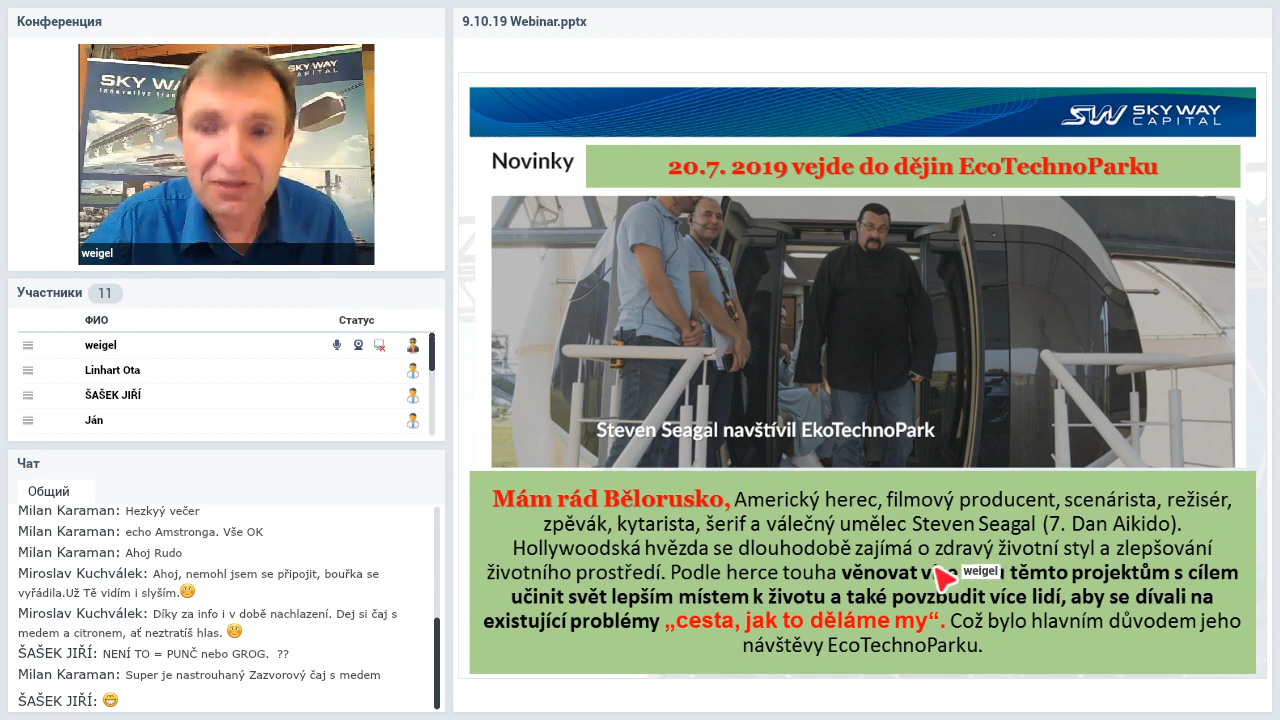 Конференция
SKY WA
SKY WAY
CAPITAL
weigel
Участники 11
ФИО Статус
weigel
Linhart Ota
ŠAŠEK JIŘÍ
Ján
Чат
Общий
Milan Karaman: Hezkyý večer
Milan Karaman: echo Amstronga. Vše OK
Milan Karaman: Ahoj Rudo
Miroslav Kuchválek: Ahoj, nemohl jsem se připojit, bouřka se
vyřádila.Už Tě vidím i slyším.
Miroslav Kuchválek: Díky za info i v době nachlazení. Dej si čaj s
medem a citronem, ať neztratíš hlas.
ŠAŠEK JIŘÍ: NENÍ TO = PUNČ nebo GROG. ??
Milan Karaman: Super je nastrouhaný Zazvorový čaj s medem
ŠAŠEK JIŘÍ:
9.10.19 Webinar.pptx
SW SKY WAY
CAPITAL
Novinky
20.7. 2019 vejde do dějin EcoTechnoParku
Steven Seagal navštívil EkoTechnoPark
Mám rád Bělorusko, Americký herec, filmový producent, scenárista, režisér,
zpěvák, kytarista, šerif a válečný umělec Steven Seagal (7. Dan Aikido).
Hollywoodská hvězda se dlouhodobě zajímá o zdravý životní styl a zlepšování
životního prostředí. Podle herce touha věnovat weigel těmto projektům s cílem
učinit svět lepším místem k životu a také povzbudit více lidí, aby se dívali na
existující problémy „cesta, jak to děláme my“. Což bylo hlavním důvodem jeho
návštěvy EcoTechnoParku.